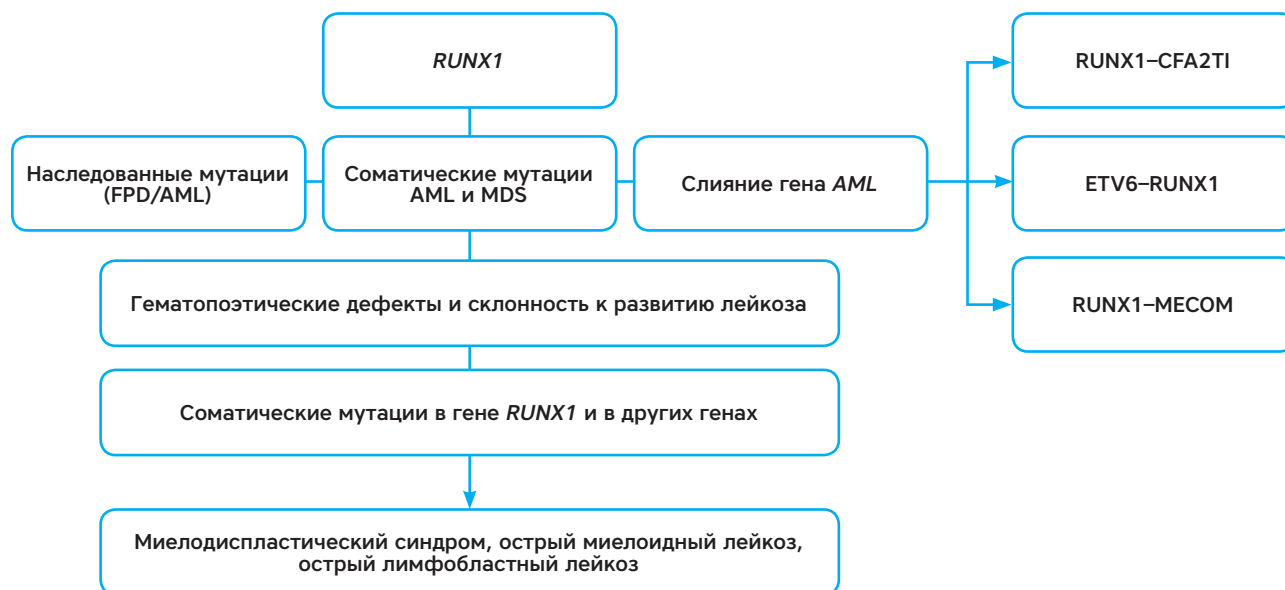 RUNX1
Наследованные мутации
(FPD/AML)
Соматические мутации
AML и MDS
Слияние гена AML
RUNX1–CFA2TI
ETV6–RUNX1
RUNX1–MECOM
Гематопоэтические дефекты и склонность к развитию лейкоза
Соматические мутации в гене RUNX1 и в других генах
Миелодиспластический синдром, острый миелоидный лейкоз,
острый лимфобластный лейкоз